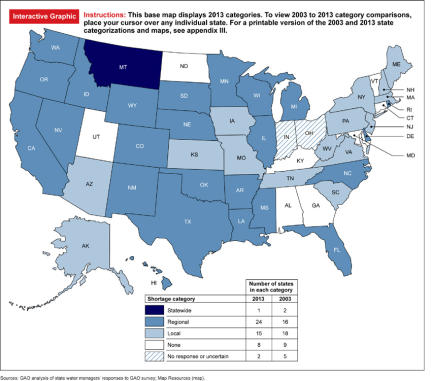 Interactive Graphic
Instructions: This base map displays 2013 categories. To view 2003 to 2013 category comparisons,
place your cursor over any individual state. For a printable version of the 2003 and 2013 state
categorizations and maps, see appendix III.
WA
MT
ND
MN
ME
VT
NH
MA
RI
CT
NJ
DE
MD
OR
ID
WY
SD
WI
MI
NV
UT
CO
NE
IA
IL
IN
OH
PA
WV
VA
CA
AZ
NM
KS
MO
KY
OK
AR
TN
NC
SC
TX
LA
MS
AL
GA
FL
AK
HI
Shortage category
Number of states
in each category
2013 2003
Statewide 1 2
Regional 24 16
Local 15 18
None 8 9
No response or uncertain 2 5
Sources: GAO analysis of state water managers' responses to GAO survey; Map Resources (map).